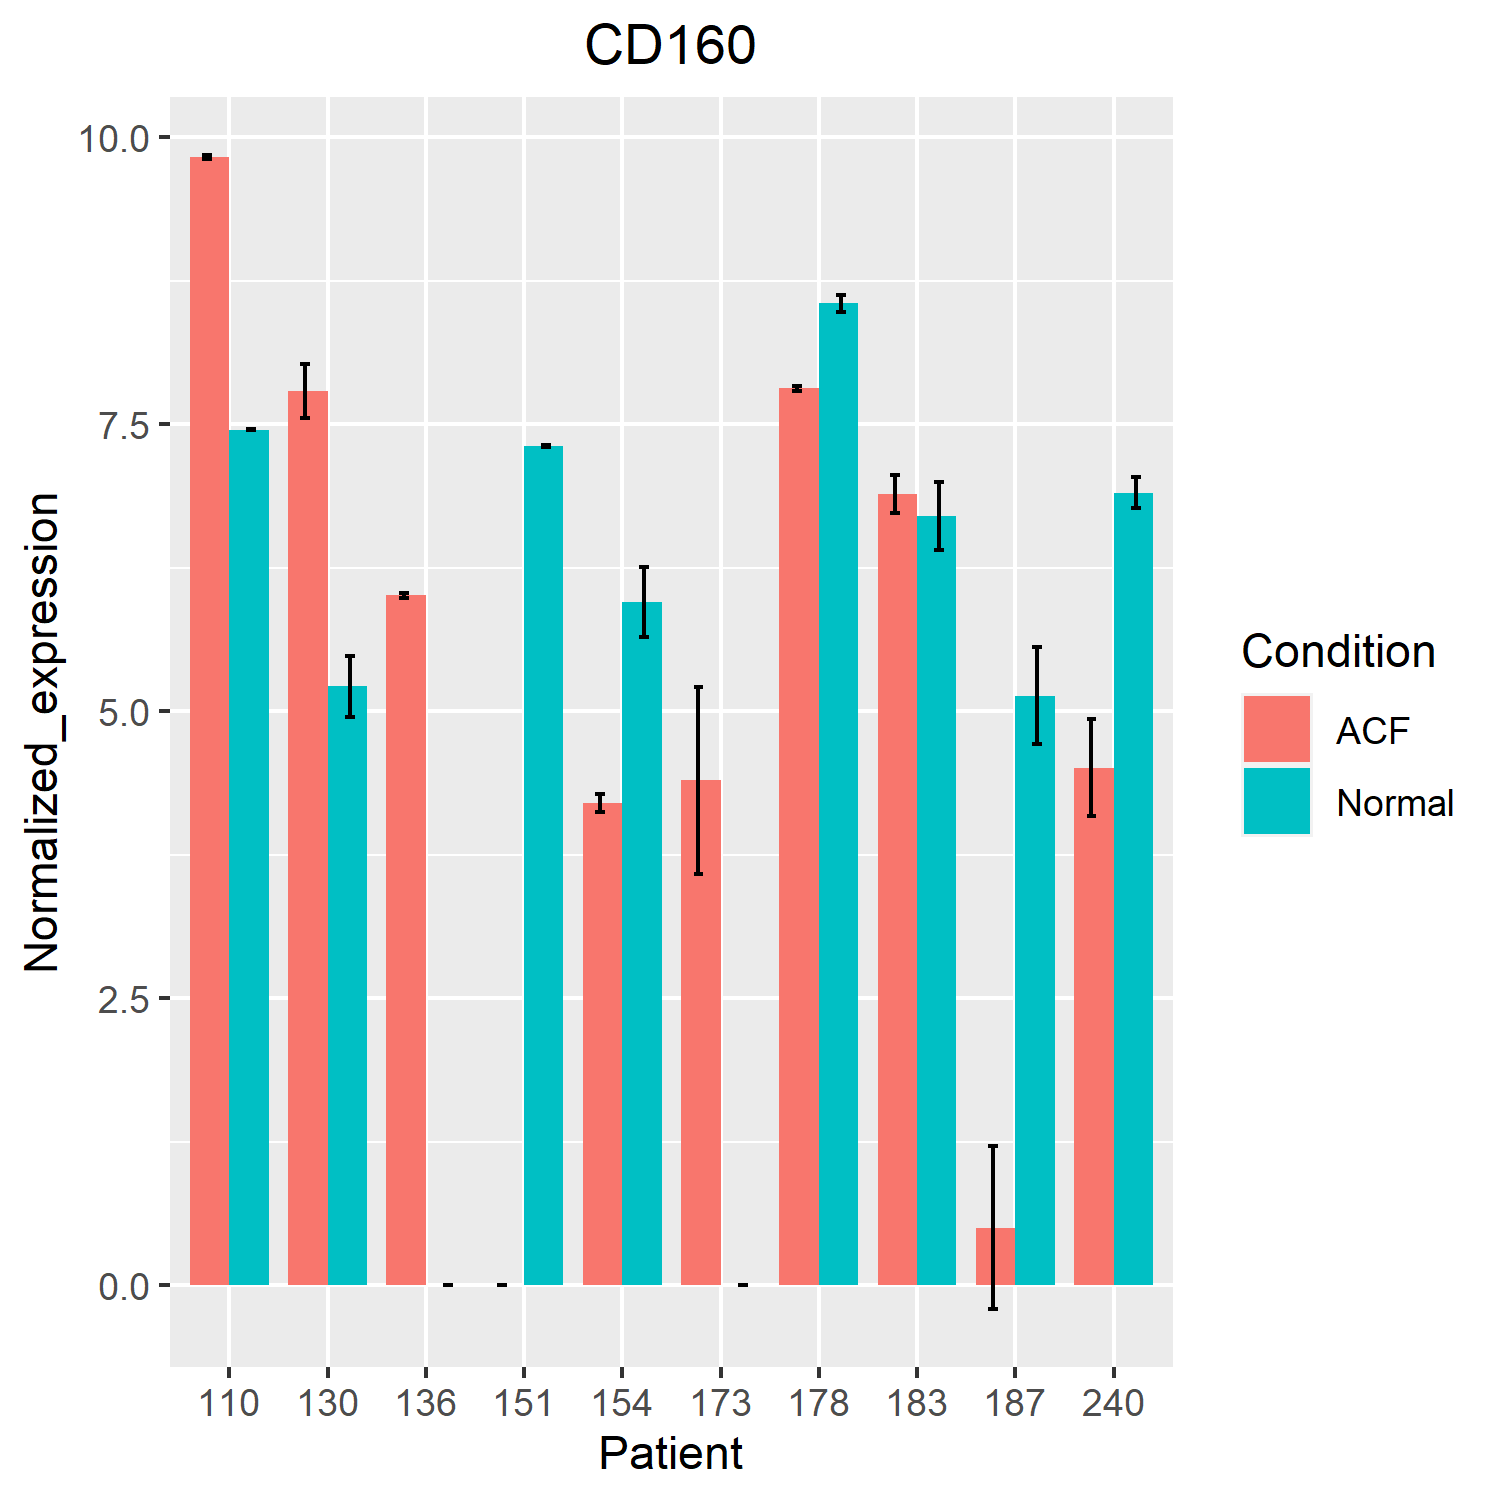 CD160
10.0
7.5
5.0
2.5
0.0
Normalized_expression
110 130 136 151 154 173 178 183 187 240
Patient
Condition
ACF
Normal